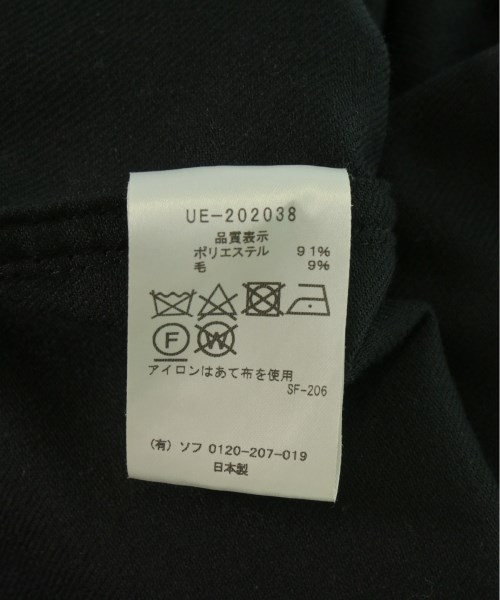 UE-202038
品質表示
ポリエステル 91%
毛 9%
F W
アイロンはあて布を使用
SF-206
(有) ソフ 0120-207-019
日本製